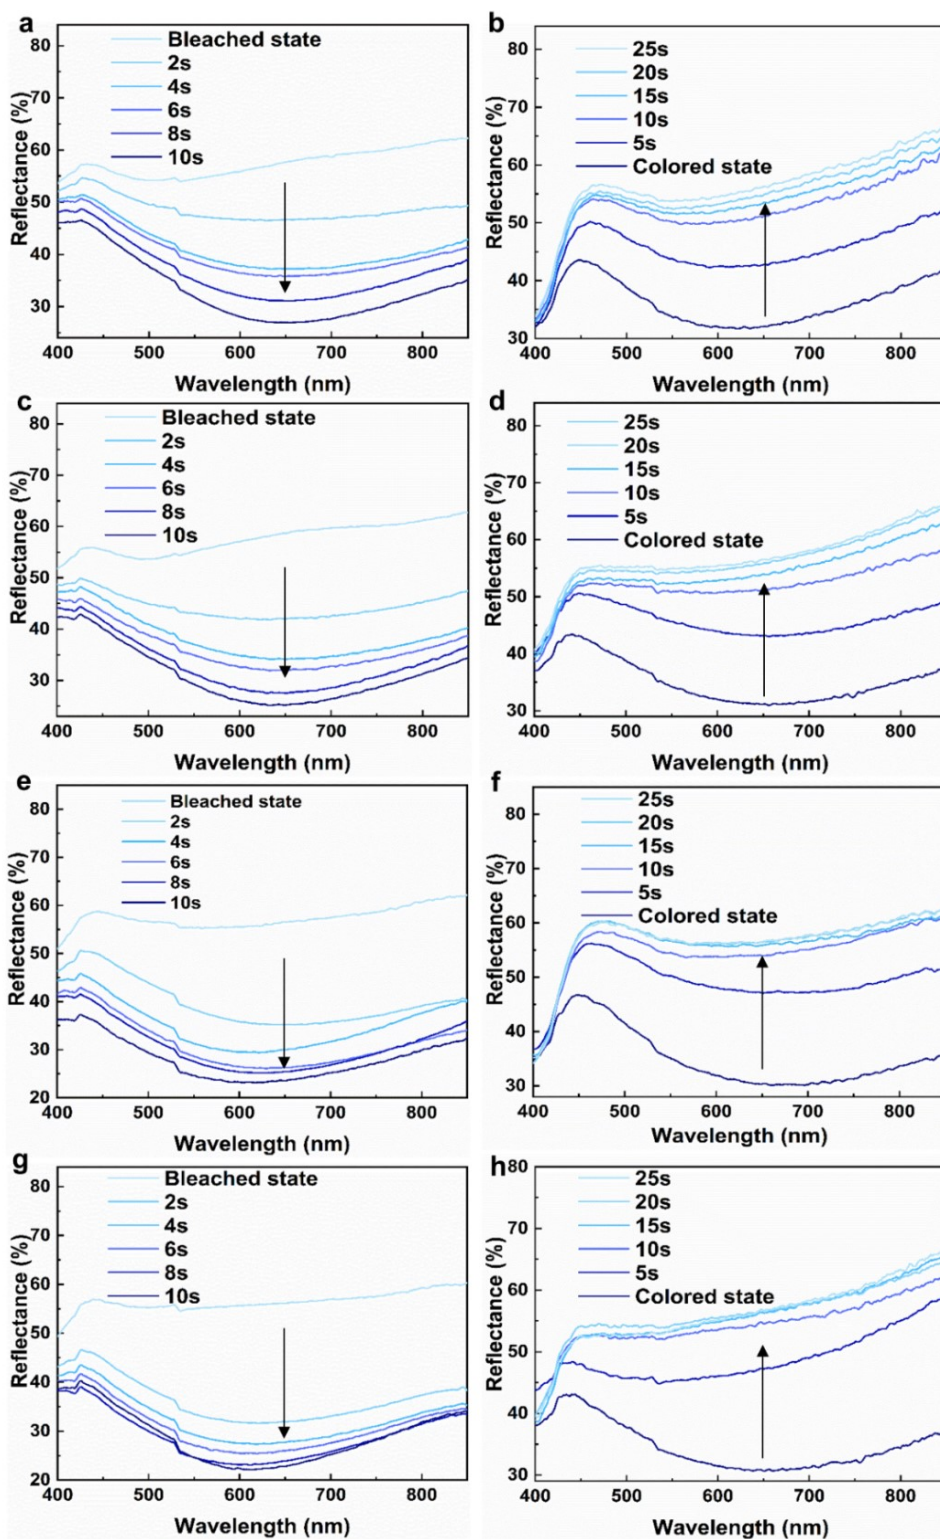 a
Reflectance (%)
80
70
60
50
40
30
Bleached state
2s
4s
6s
8s
10s
400 500 600 700 800
Wavelength (nm)
b
Reflectance (%)
80
70
60
50
40
30
25s
20s
15s
10s
5s
Colored state
400 500 600 700 800
Wavelength (nm)
c
Reflectance (%)
80
70
60
50
40
30
Bleached state
2s
4s
6s
8s
10s
400 500 600 700 800
Wavelength (nm)
d
Reflectance (%)
80
70
60
50
40
30
25s
20s
15s
10s
5s
Colored state
400 500 600 700 800
Wavelength (nm)
e
Reflectance (%)
80
70
60
50
40
30
20
Bleached state
2s
4s
6s
8s
10s
400 500 600 700 800
Wavelength (nm)
f
Reflectance (%)
80
70
60
50
40
30
25s
20s
15s
10s
5s
Colored state
400 500 600 700 800
Wavelength (nm)
g
Reflectance (%)
80
70
60
50
40
30
20
Bleached state
2s
4s
6s
8s
10s
400 500 600 700 800
Wavelength (nm)
h
Reflectance (%)
80
70
60
50
40
30
25s
20s
15s
10s
5s
Colored state
400 500 600 700 800
Wavelength (nm)